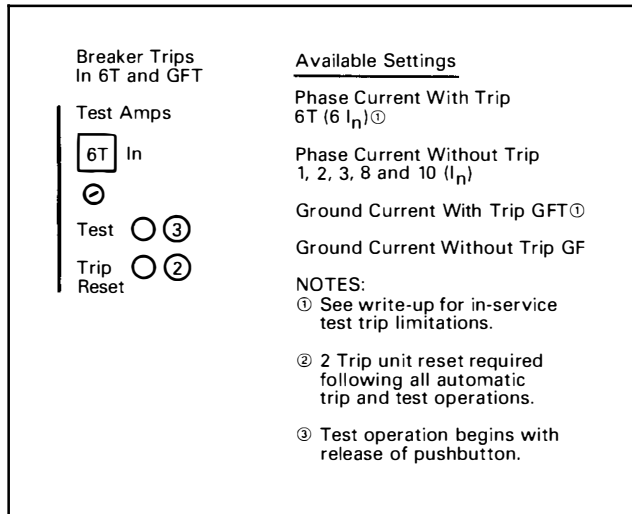 Breaker Trips
In 6T and GFT
Test Amps
6T In
Test ③
Trip ②
Reset
Available Settings
Phase Current With Trip
6T (6 In)①
Phase Current Without Trip
1, 2, 3, 8 and 10 (In)
Ground Current With Trip GFT①
Ground Current Without Trip GF
NOTES:
① See write-up for in-service
test trip limitations.
② 2 Trip unit reset required
following all automatic
trip and test operations.
③ Test operation begins with
release of pushbutton.